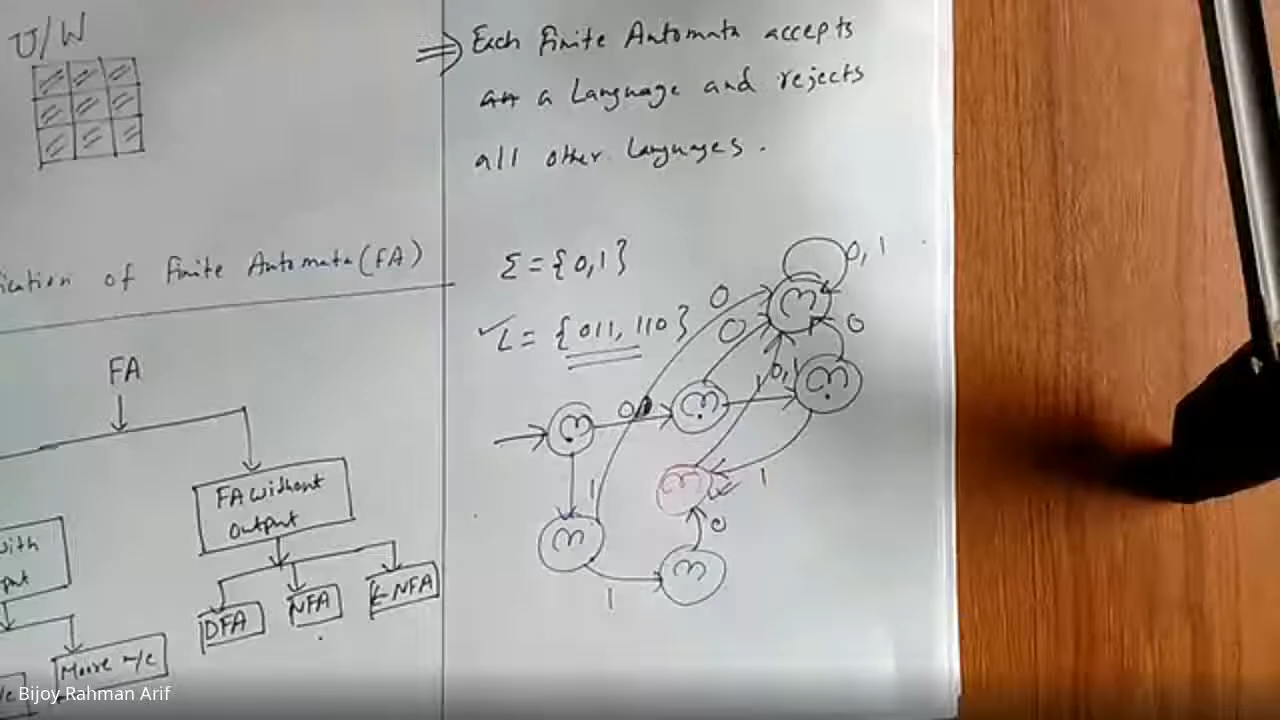 U/W
ication of Finite Automata (FA)
FA
FA without
output
with
put
DFA
NFA
ε-NFA
Moore m/c
/c
⇒ Each Finite Automata accepts
a Language and rejects
all other languages.
Σ = {0,1}
✓L = {011, 110}
0,1
0
0
0
0,1
0
1
1
0
1
Bijoy Rahman Arif